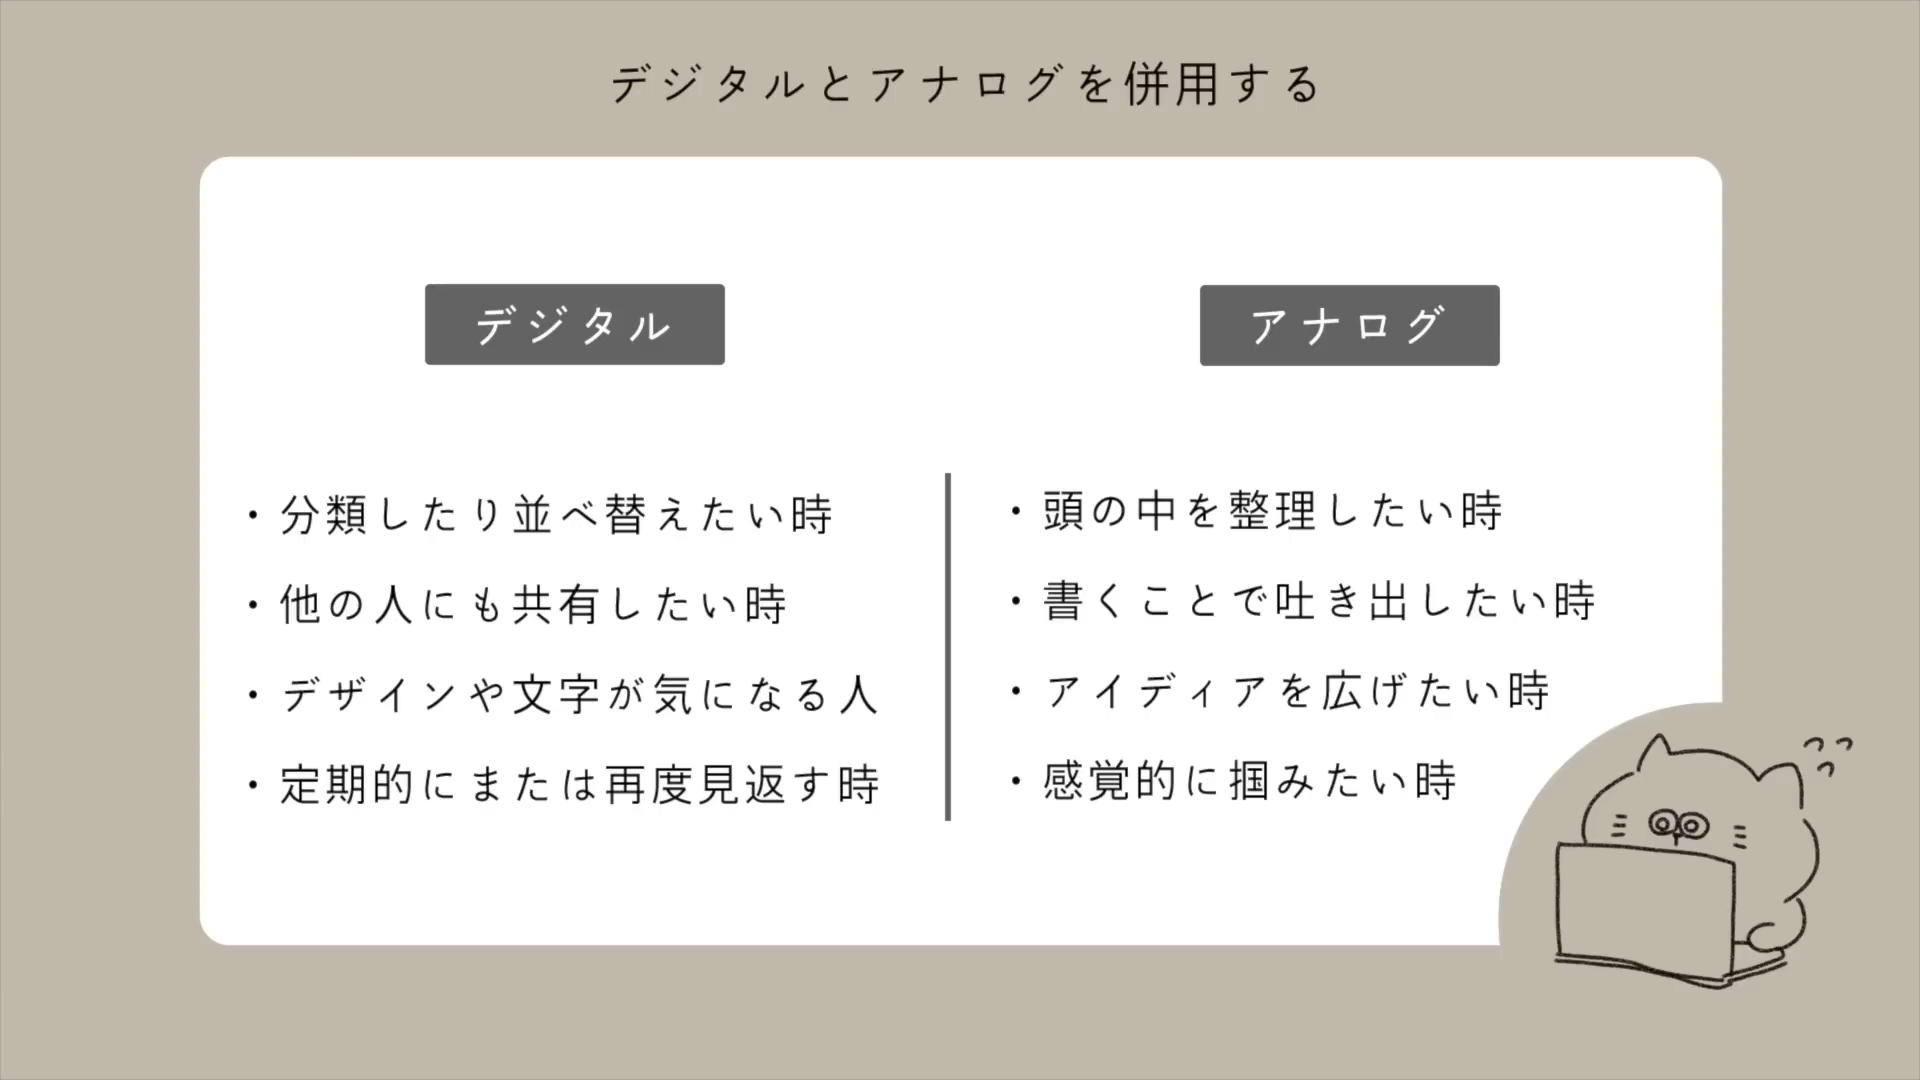 デジタルとアナログを併用する
デジタル
・分類したり並べ替えたい時
・他の人にも共有したい時
・デザインや文字が気になる人
・定期的にまたは再度見返す時
アナログ
・頭の中を整理したい時
・書くことで吐き出したい時
・アイディアを広げたい時
・感覚的に掴みたい時